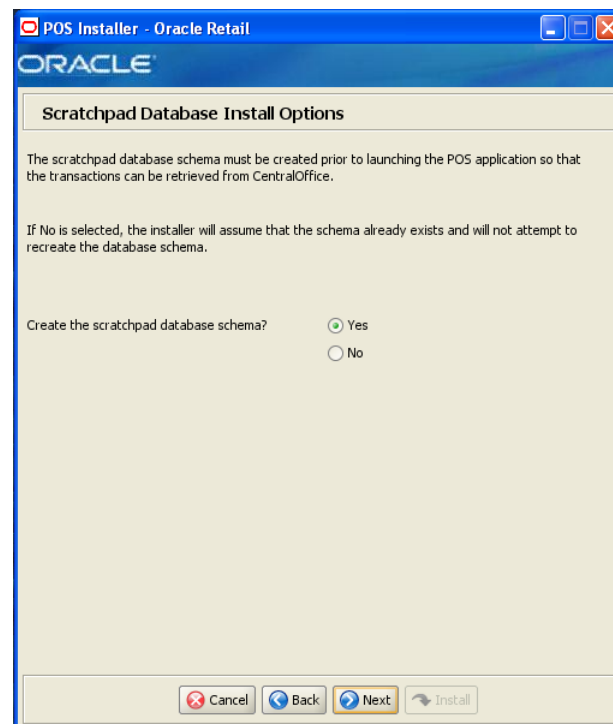 POS Installer - Oracle Retail
ORACLE
Scratchpad Database Install Options
The scratchpad database schema must be created prior to launching the POS application so that
the transactions can be retrieved from CentralOffice.
If No is selected, the installer will assume that the schema already exists and will not attempt to
recreate the database schema.
Create the scratchpad database schema? Yes
No
Cancel Back Next Install